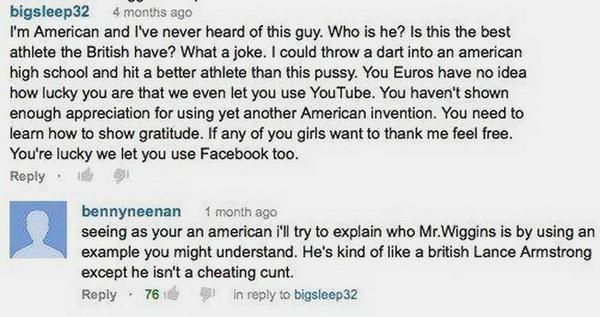 bigsleep32 4 months ago
I'm American and I've never heard of this guy. Who is he? Is this the best
athlete the British have? What a joke. I could throw a dart into an american
high school and hit a better athlete than this pussy. You Euros have no idea
how lucky you are that we even let you use YouTube. You haven't shown
enough appreciation for using yet another American invention. You need to
learn how to show gratitude. If any of you girls want to thank me feel free.
You're lucky we let you use Facebook too.
Reply ·
bennyneenan 1 month ago
seeing as your an american i'll try to explain who Mr.Wiggins is by using an
example you might understand. He's kind of like a british Lance Armstrong
except he isn't a cheating cunt.
Reply · 76 in reply to bigsleep32